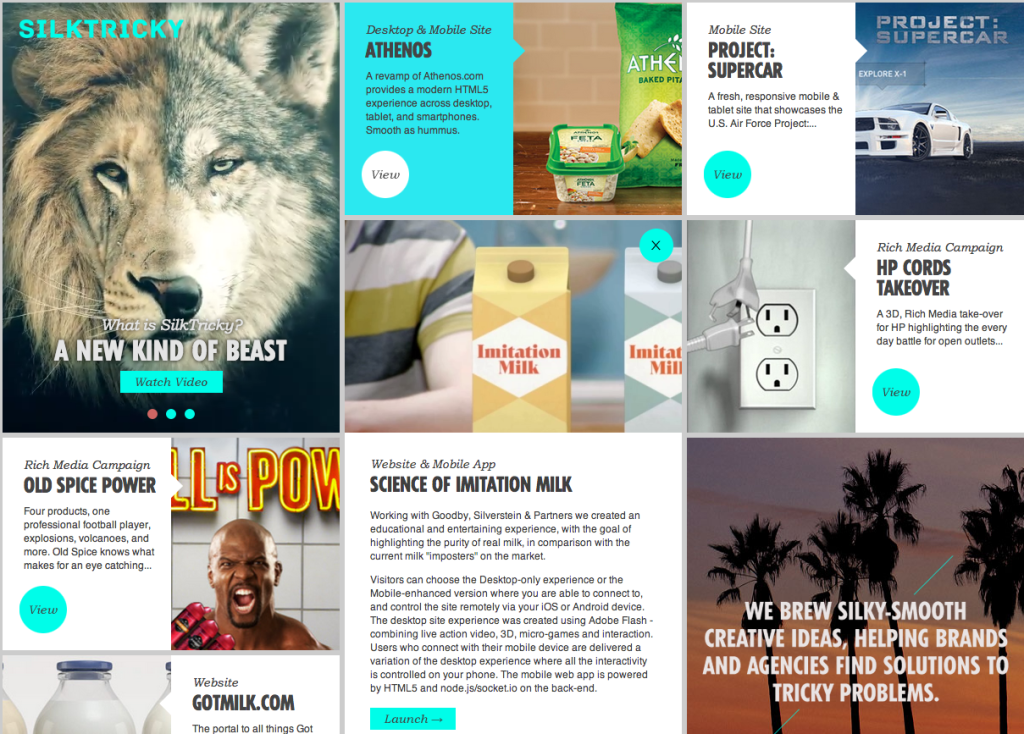 SILKTRICKY
What is SilkTricky?
A NEW KIND OF BEAST
Watch Video
Desktop & Mobile Site
ATHENOS
A revamp of Athenos.com
provides a modern HTML5
experience across desktop,
tablet, and smartphones.
Smooth as hummus.
View
BAKED PITA
ATHENOS
FETA
ATHENOS
FETA
Mobile Site
PROJECT:
SUPERCAR
A fresh, responsive mobile &
tablet site that showcases the
U.S. Air Force Project:...
View
PROJECT:
SUPERCAR
EXPLORE X-1
X
Imitation
Milk
Imitat
Mil
Rich Media Campaign
HP CORDS
TAKEOVER
A 3D, Rich Media take-over
for HP highlighting the every
day battle for open outlets...
View
Rich Media Campaign
OLD SPICE POWER
Four products, one
professional football player,
explosions, volcanoes, and
more. Old Spice knows what
makes for an eye catching...
View
LL IS POW
Website & Mobile App
SCIENCE OF IMITATION MILK
Working with Goodby, Silverstein & Partners we created an
educational and entertaining experience, with the goal of
highlighting the purity of real milk, in comparison with the
current milk "imposters" on the market.
Visitors can choose the Desktop-only experience or the
Mobile-enhanced version where you are able to connect to,
and control the site remotely via your iOS or Android device.
The desktop site experience was created using Adobe Flash -
combining live action video, 3D, micro-games and interaction.
Users who connect with their mobile device are delivered a
variation of the desktop experience where all the interactivity
is controlled on your phone. The mobile web app is powered
by HTML5 and node.js/socket.io on the back-end.
Launch →
WE BREW SILKY-SMOOTH
CREATIVE IDEAS, HELPING BRANDS
AND AGENCIES FIND SOLUTIONS TO
TRICKY PROBLEMS.
Website
GOTMILK.COM
The portal to all things Got